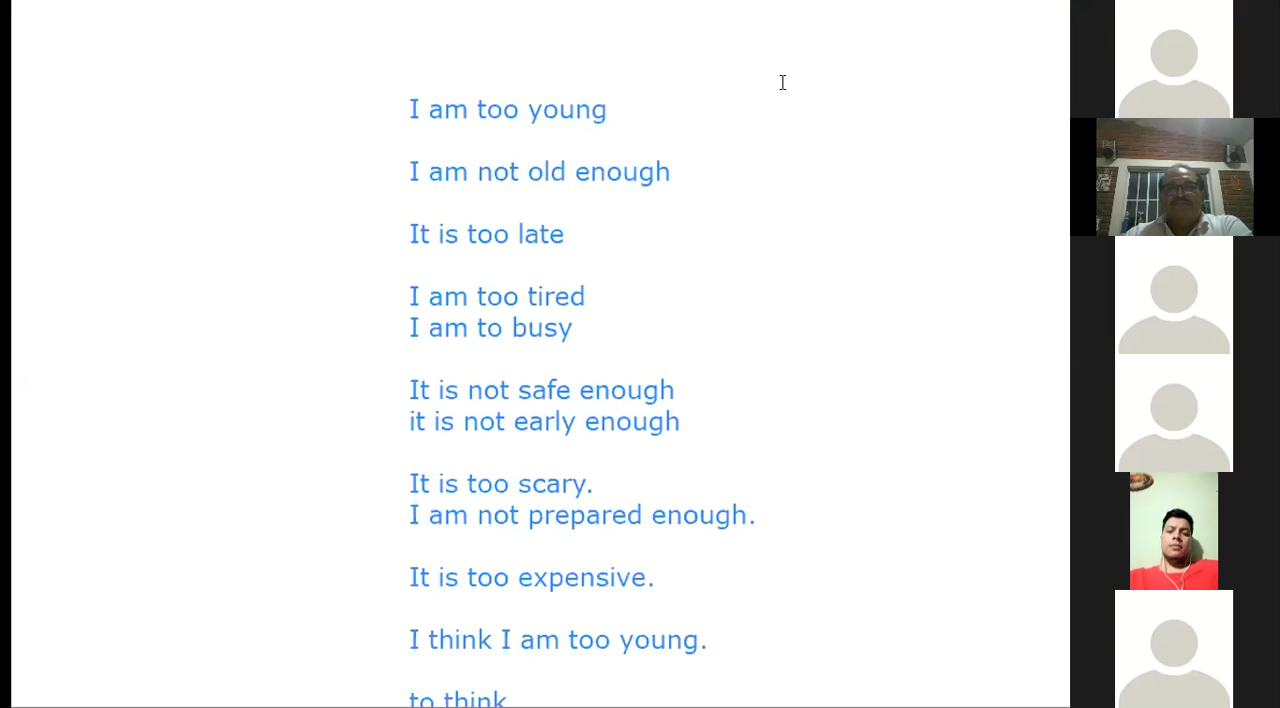 I am too young
I am not old enough
It is too late
I am too tired
I am to busy
It is not safe enough
it is not early enough
It is too scary.
I am not prepared enough.
It is too expensive.
I think I am too young.
to think